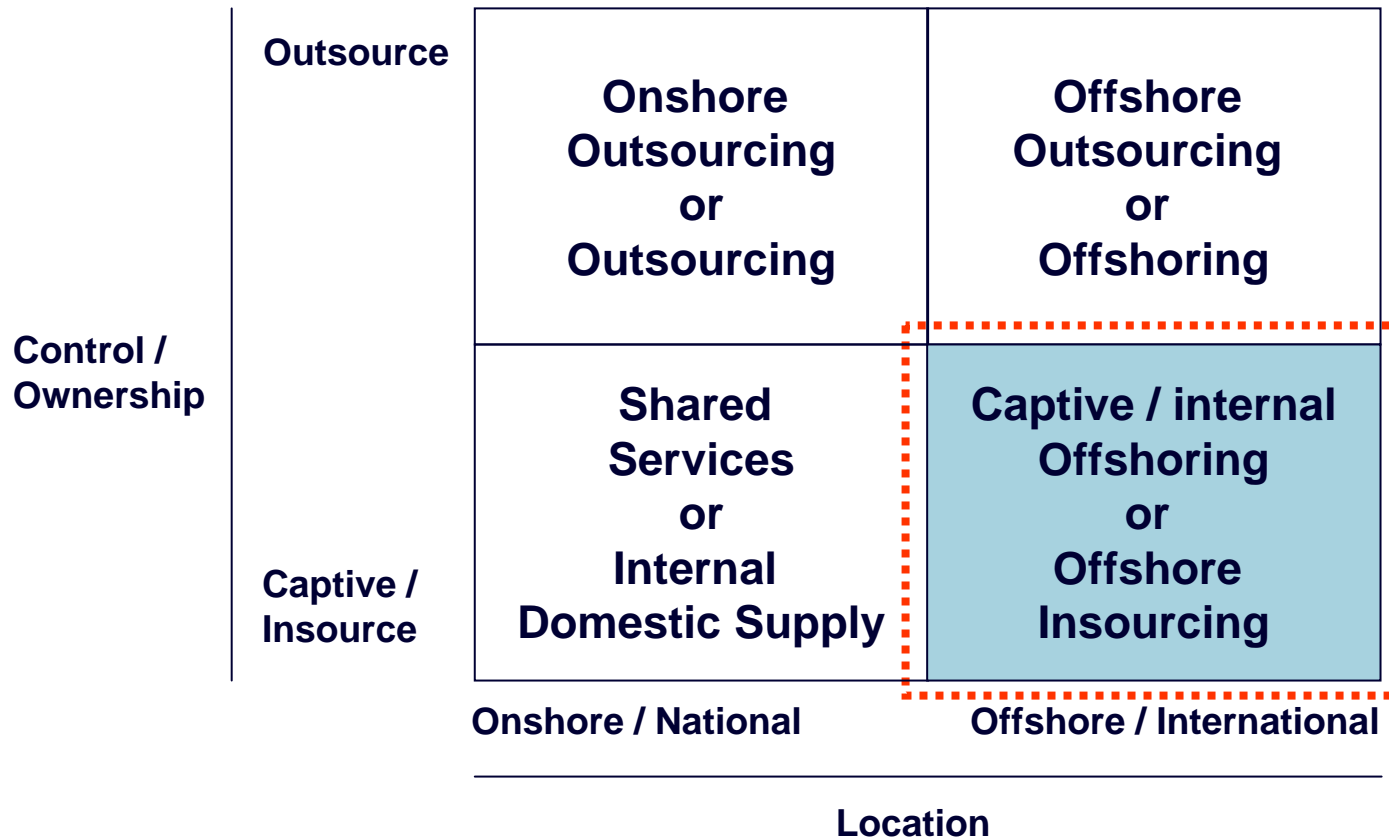 Outsource
Onshore
Outsourcing
or
Outsourcing
Offshore
Outsourcing
or
Offshoring
Control /
Ownership
Captive /
Insource
Shared
Services
or
Internal
Domestic Supply
Captive / internal
Offshoring
or
Offshore
Insourcing
Onshore / National
Offshore / International
Location